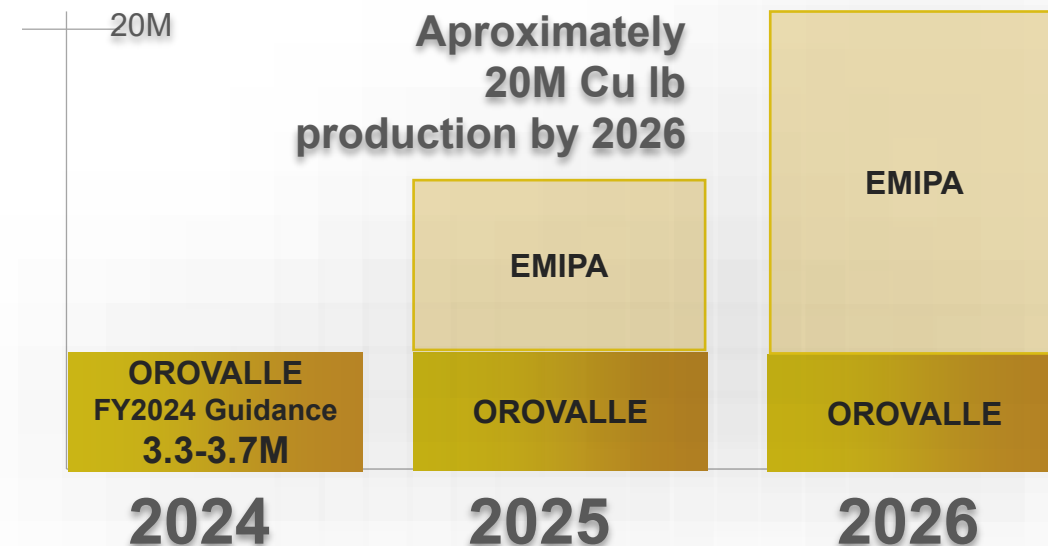 20M
Aproximately
20M Cu lb
production by 2026
EMIPA
EMIPA
OROVALLE
FY2024 Guidance
3.3-3.7M
OROVALLE
OROVALLE
2024
2025
2026